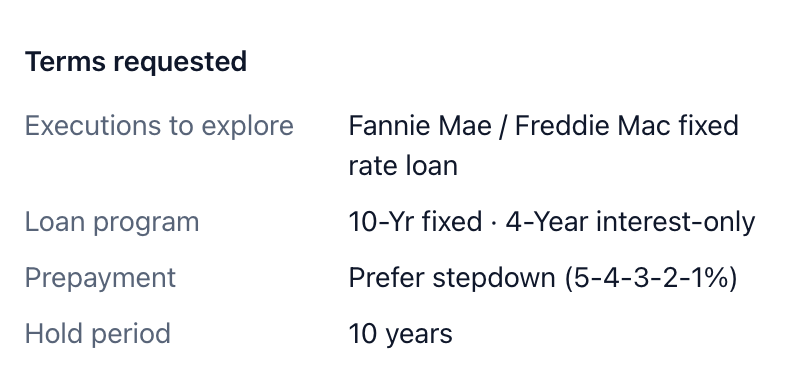 Terms requested
Executions to explore Fannie Mae / Freddie Mac fixed
rate loan
Loan program 10-Yr fixed · 4-Year interest-only
Prepayment Prefer stepdown (5-4-3-2-1%)
Hold period 10 years